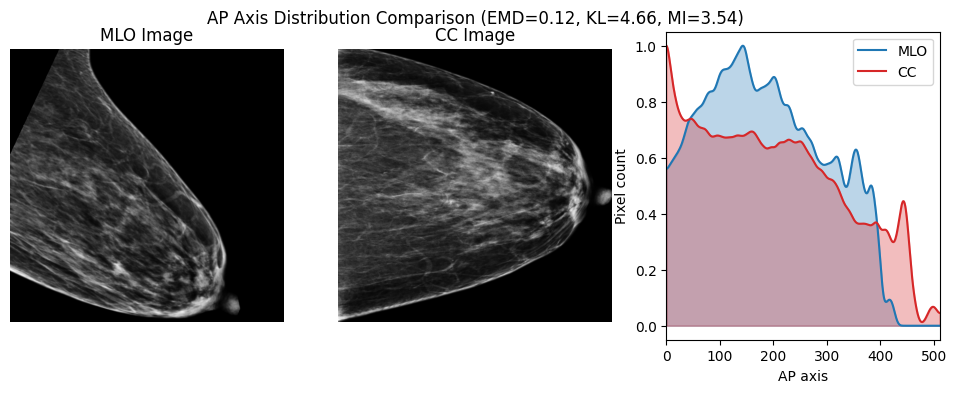 AP Axis Distribution Comparison (EMD=0.12, KL=4.66, MI=3.54)
MLO Image
CC Image
MLO
CC
Pixel count
1.0
0.8
0.6
0.4
0.2
0.0
0 100 200 300 400 500
AP axis